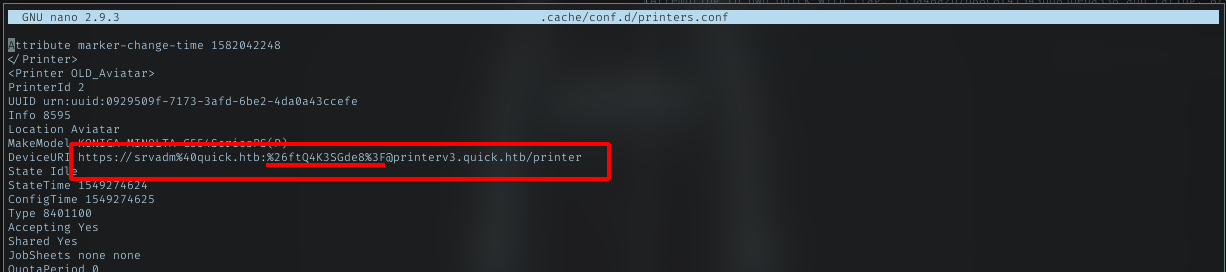 GNU nano 2.9.3 .cache/conf.d/printers.conf
Attribute marker-change-time 1582042248
</Printer>
<Printer OLD_Aviatar>
PrinterId 2
UUID urn:uuid:0929509f-7173-3afd-6be2-4da0a43ccefe
Info 8595
Location Aviatar
MakeModel KONICA MINOLTA C554SeriesPS(P)
DeviceURI https://srvadm%40quick.htb:%26ftQ4K3SGde8%3F@printerv3.quick.htb/printer
State Idle
StateTime 1549274624
ConfigTime 1549274625
Type 8401100
Accepting Yes
Shared Yes
JobSheets none none
QuotaPeriod 0